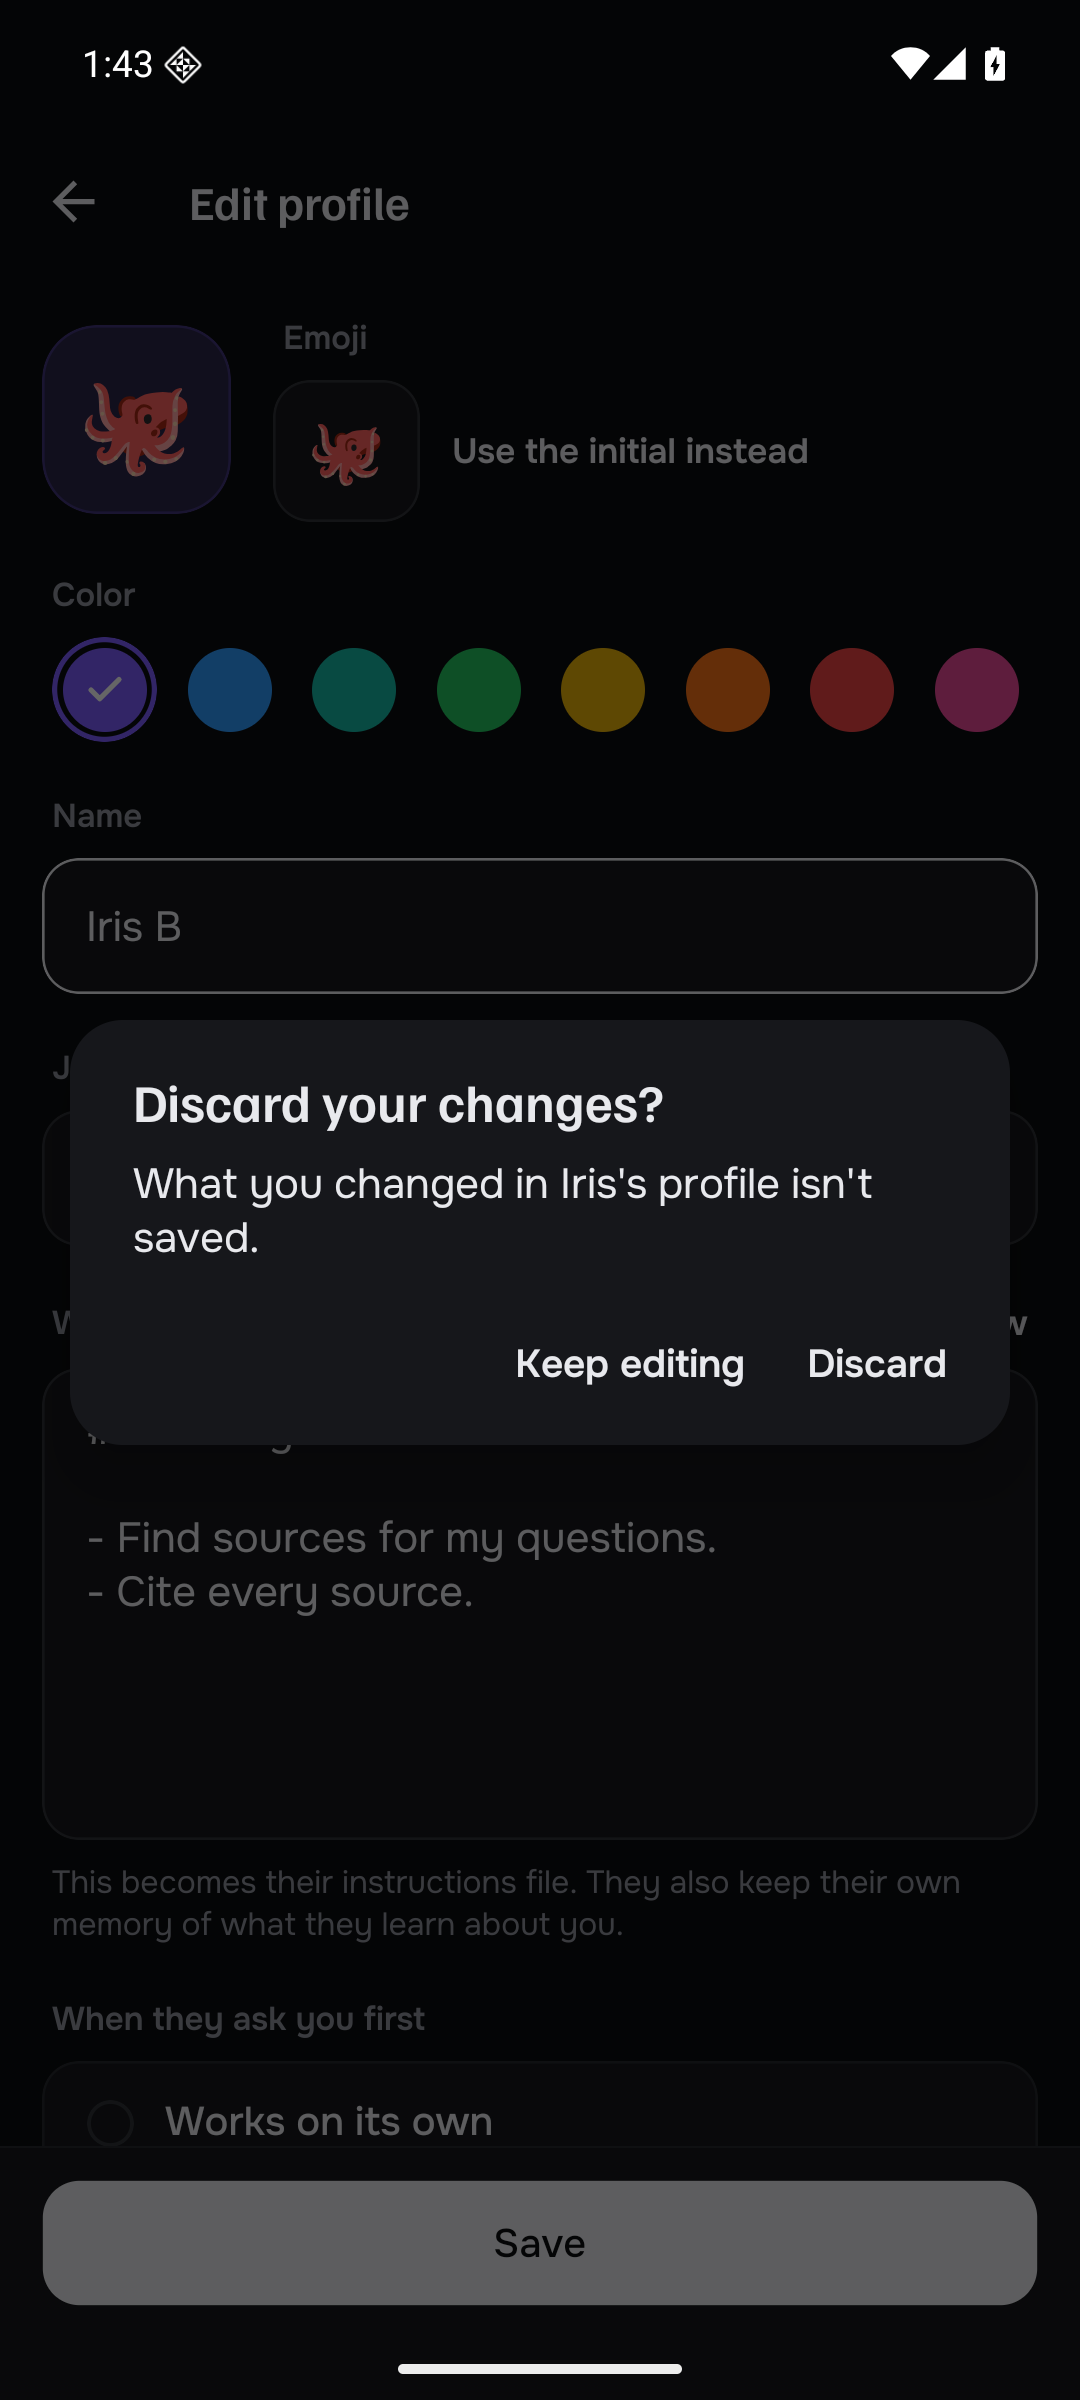 1:43
Edit profile
Emoji
Use the initial instead
Color
Name
Iris B
Discard your changes?
What you changed in Iris's profile isn't
saved.
Keep editing
Discard
- Find sources for my questions.
- Cite every source.
This becomes their instructions file. They also keep their own
memory of what they learn about you.
When they ask you first
Works on its own
Save